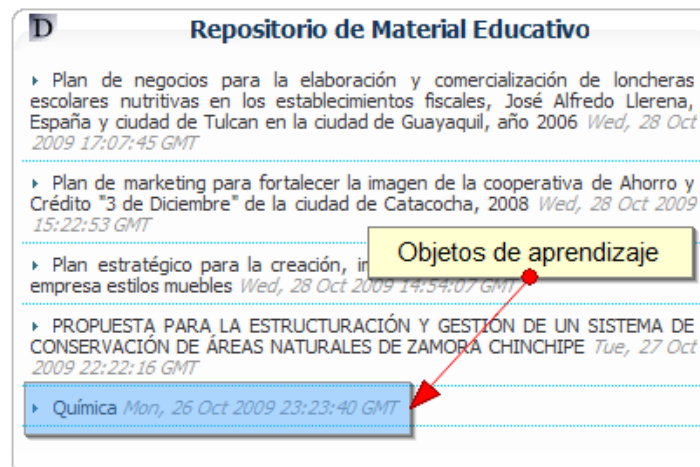 D Repositorio de Material Educativo
Plan de negocios para la elaboración y comercialización de loncheras
escolares nutritivas en los establecimientos fiscales, José Alfredo Llerena,
España y ciudad de Tulcan en la ciudad de Guayaquil, año 2006 Wed, 28 Oct
2009 17:07:45 GMT
Plan de marketing para fortalecer la imagen de la cooperativa de Ahorro y
Crédito "3 de Diciembre" de la ciudad de Catacocha, 2008 Wed, 28 Oct 2009
15:22:53 GMT
Objetos de aprendizaje
Plan estratégico para la creación,
empresa estilos muebles Wed, 28 Oct 2009 14:54:07 GMT
PROPUESTA PARA LA ESTRUCTURACIÓN Y GESTIÓN DE UN SISTEMA DE
CONSERVACIÓN DE ÁREAS NATURALES DE ZAMORA CHINCHIPE Tue, 27 Oct
2009 22:22:16 GMT
Química Mon, 26 Oct 2009 23:23:40 GMT